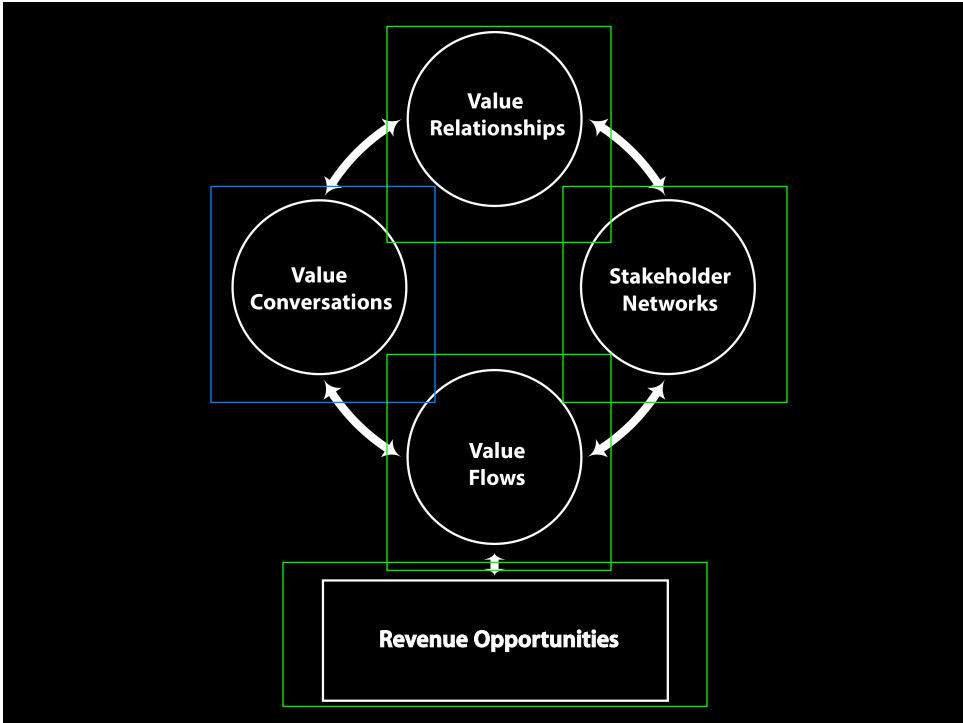 Value
Relationships
Value
Conversations
Stakeholder
Networks
Value
Flows
Revenue Opportunities